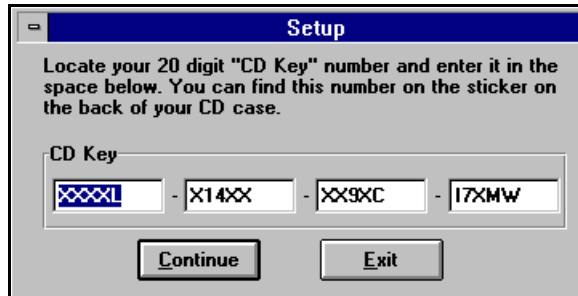 Setup
Locate your 20 digit "CD Key" number and enter it in the
space below. You can find this number on the sticker on
the back of your CD case.
CD Key
XXXXL - X14XX - XX9XC - I7XMW
Continue Exit